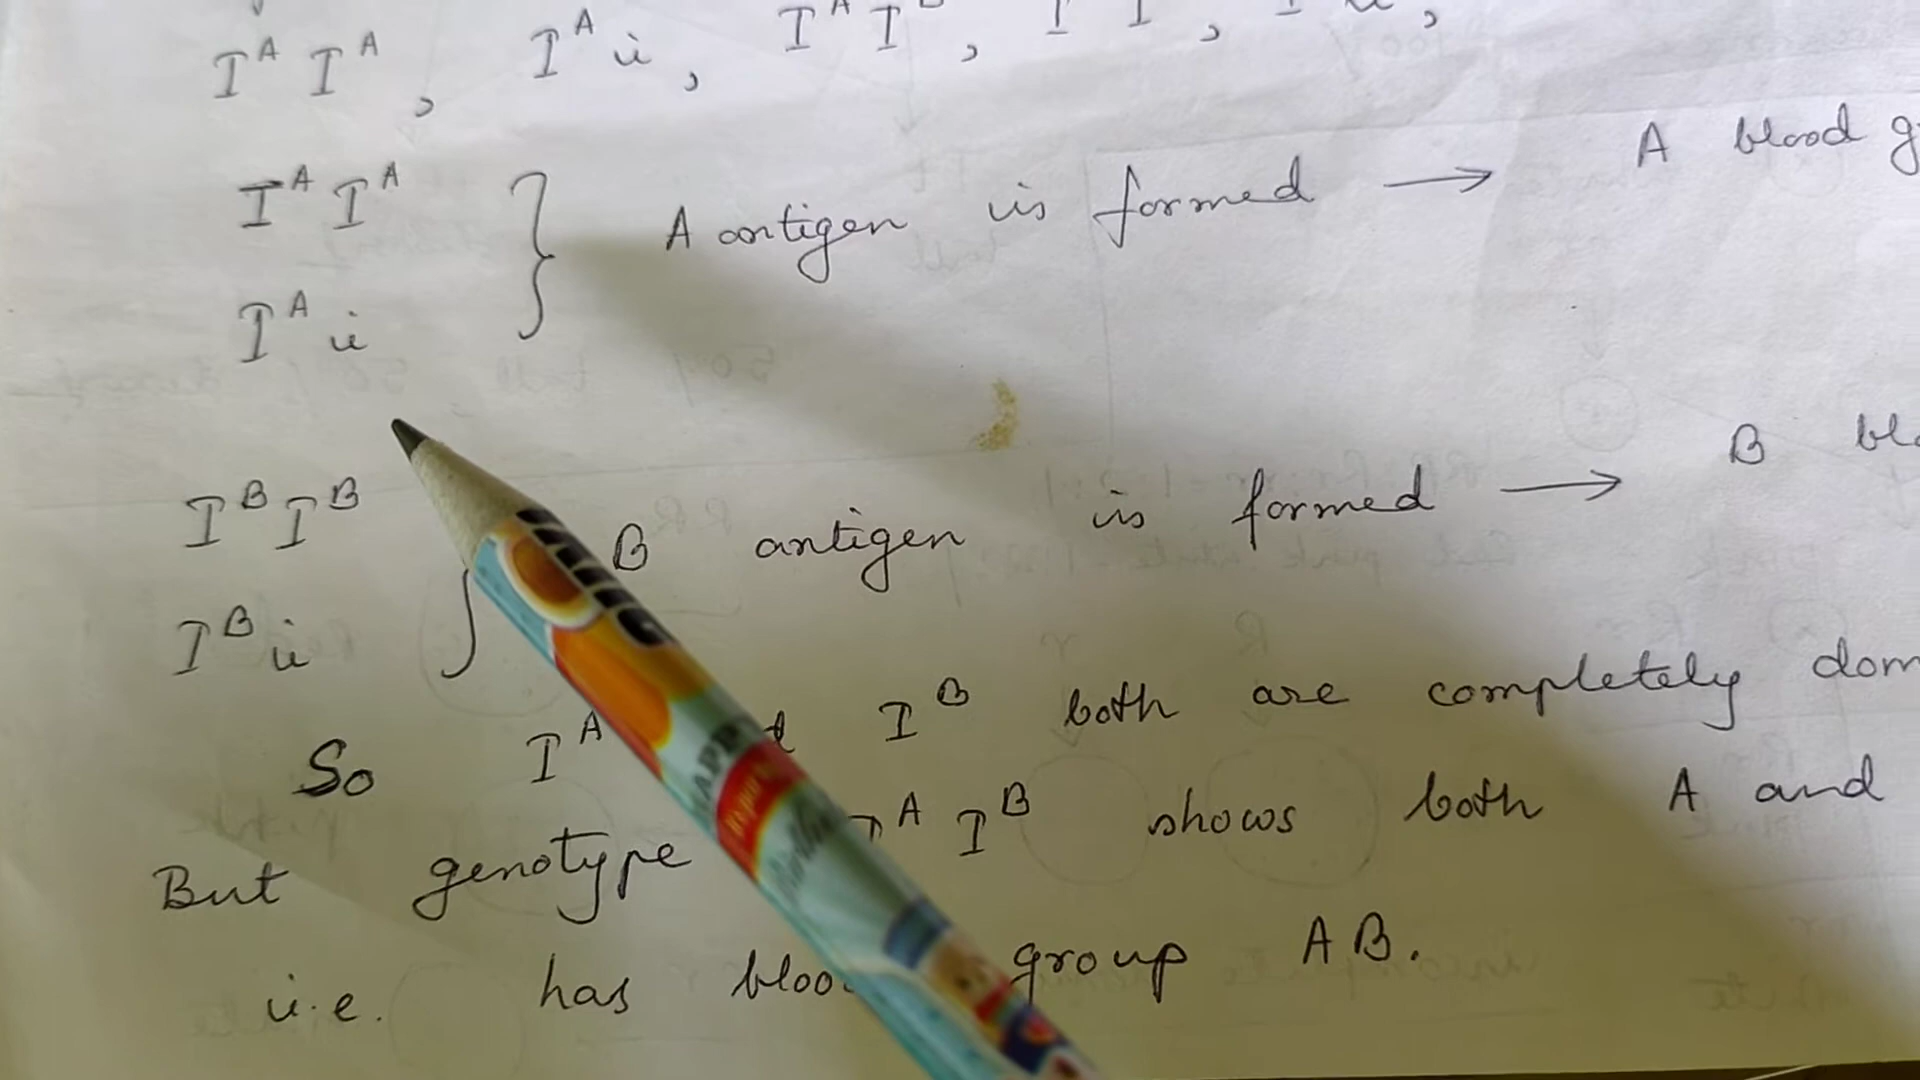 Iᴬ Iᴬ , Iᴬ i , Iᴬ I ,
Iᴬ Iᴬ
A antigen is formed → A blood
Iᴬ i
Iᴮ Iᴮ
B antigen is formed → B
Iᴮ i
So Iᴬ Iᴮ both are completely
But genotype Iᴬ Iᴮ shows both A and
i.e. has group AB.